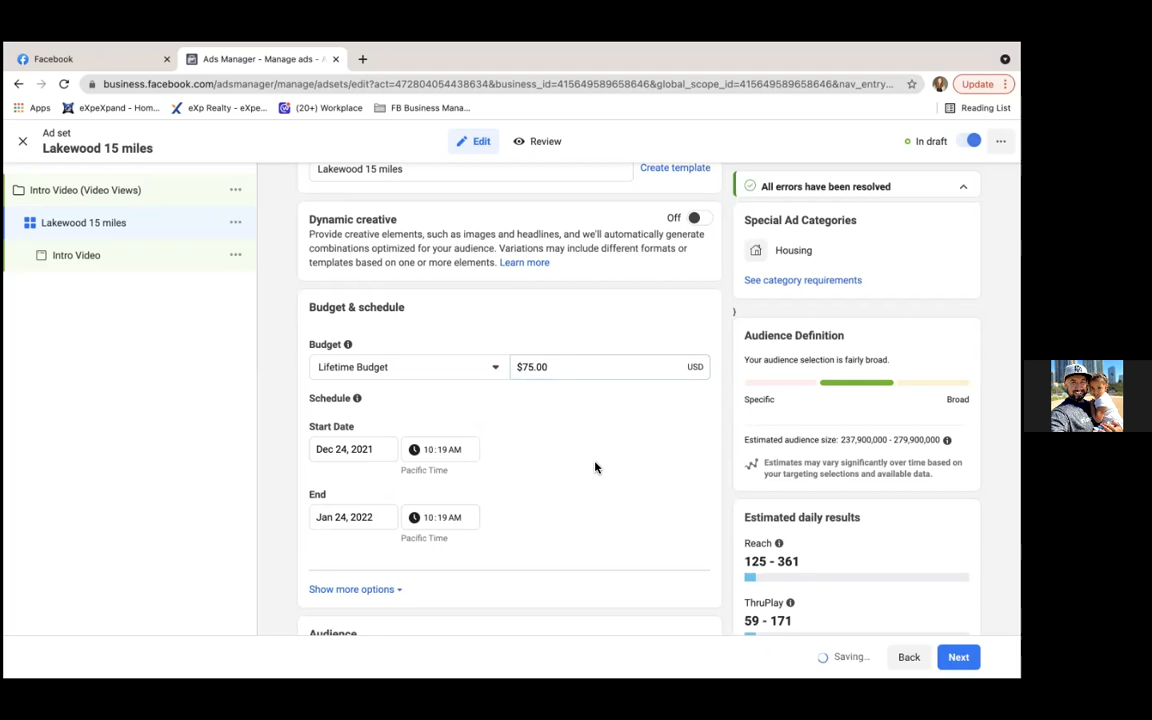 Facebook
Ads Manager - Manage ads -
business.facebook.com/adsmanager/manage/adsets/edit?act=472804054438634&business_id=415649589658646&global_scope_id=415649589658646&nav_entry...
Update
Apps
eXpeXpand - Hom...
eXp Realty - eXpe...
(20+) Workplace
FB Business Mana...
Reading List
Ad set
Lakewood 15 miles
Edit
Review
In draft
Intro Video (Video Views)
Lakewood 15 miles
Intro Video
Lakewood 15 miles
Create template
Dynamic creative
Off
Provide creative elements, such as images and headlines, and we'll automatically generate
combinations optimized for your audience. Variations may include different formats or
templates based on one or more elements. Learn more
Budget & schedule
Budget
Lifetime Budget
$75.00
USD
Schedule
Start Date
Dec 24, 2021
10:19AM
Pacific Time
End
Jan 24, 2022
10:19AM
Pacific Time
Show more options
Audience
All errors have been resolved
Special Ad Categories
Housing
See category requirements
}
Audience Definition
Your audience selection is fairly broad.
Specific
Broad
Estimated audience size: 237,900,000 - 279,900,000
Estimates may vary significantly over time based on
your targeting selections and available data.
Estimated daily results
Reach
125 - 361
ThruPlay
59 - 171
Saving...
Back
Next